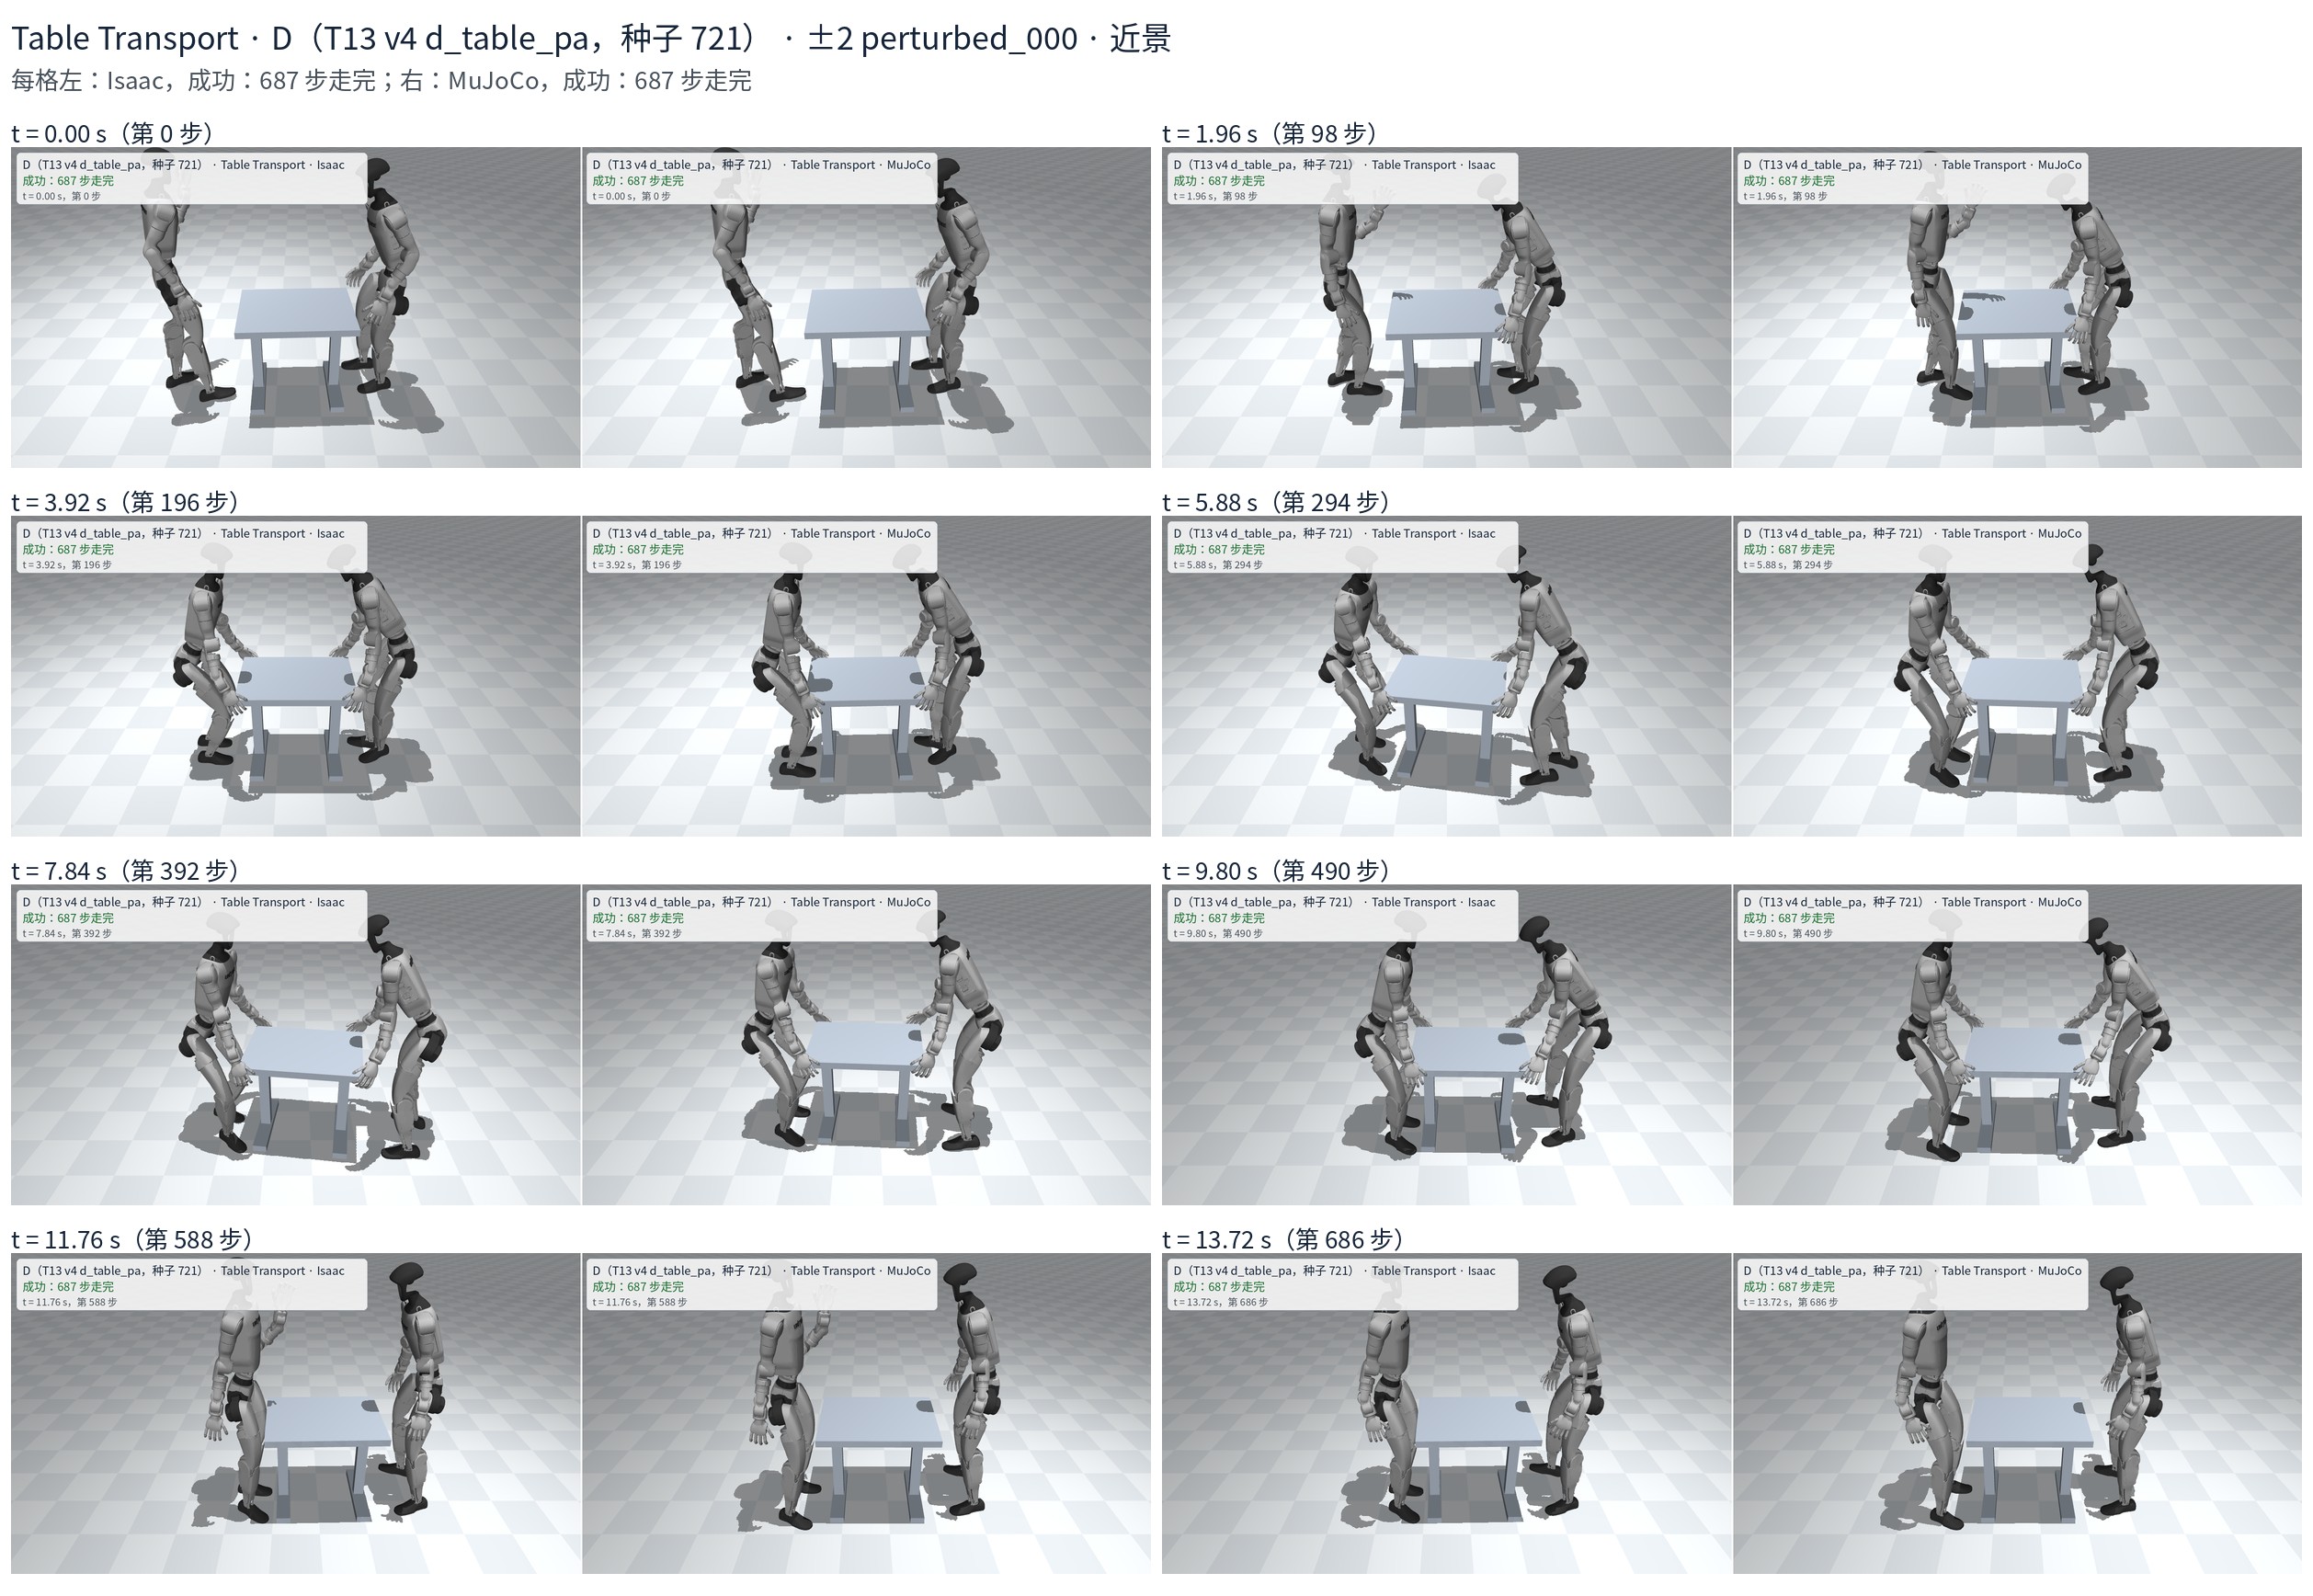 Table Transport · D（T13 v4 d_table_pa，种子 721） · ±2 perturbed_000 · 近景
每格左：Isaac，成功：687 步走完；右：MuJoCo，成功：687 步走完
t = 0.00 s（第 0 步）
D（T13 v4 d_table_pa，种子 721） · Table Transport · Isaac
成功：687 步走完
t = 0.00 s，第 0 步
D（T13 v4 d_table_pa，种子 721） · Table Transport · MuJoCo
成功：687 步走完
t = 0.00 s，第 0 步
t = 1.96 s（第 98 步）
D（T13 v4 d_table_pa，种子 721） · Table Transport · Isaac
成功：687 步走完
t = 1.96 s，第 98 步
D（T13 v4 d_table_pa，种子 721） · Table Transport · MuJoCo
成功：687 步走完
t = 1.96 s，第 98 步
t = 3.92 s（第 196 步）
D（T13 v4 d_table_pa，种子 721） · Table Transport · Isaac
成功：687 步走完
t = 3.92 s，第 196 步
D（T13 v4 d_table_pa，种子 721） · Table Transport · MuJoCo
成功：687 步走完
t = 3.92 s，第 196 步
t = 5.88 s（第 294 步）
D（T13 v4 d_table_pa，种子 721） · Table Transport · Isaac
成功：687 步走完
t = 5.88 s，第 294 步
D（T13 v4 d_table_pa，种子 721） · Table Transport · MuJoCo
成功：687 步走完
t = 5.88 s，第 294 步
t = 7.84 s（第 392 步）
D（T13 v4 d_table_pa，种子 721） · Table Transport · Isaac
成功：687 步走完
t = 7.84 s，第 392 步
D（T13 v4 d_table_pa，种子 721） · Table Transport · MuJoCo
成功：687 步走完
t = 7.84 s，第 392 步
t = 9.80 s（第 490 步）
D（T13 v4 d_table_pa，种子 721） · Table Transport · Isaac
成功：687 步走完
t = 9.80 s，第 490 步
D（T13 v4 d_table_pa，种子 721） · Table Transport · MuJoCo
成功：687 步走完
t = 9.80 s，第 490 步
t = 11.76 s（第 588 步）
D（T13 v4 d_table_pa，种子 721） · Table Transport · Isaac
成功：687 步走完
t = 11.76 s，第 588 步
D（T13 v4 d_table_pa，种子 721） · Table Transport · MuJoCo
成功：687 步走完
t = 11.76 s，第 588 步
t = 13.72 s（第 686 步）
D（T13 v4 d_table_pa，种子 721） · Table Transport · Isaac
成功：687 步走完
t = 13.72 s，第 686 步
D（T13 v4 d_table_pa，种子 721） · Table Transport · MuJoCo
成功：687 步走完
t = 13.72 s，第 686 步